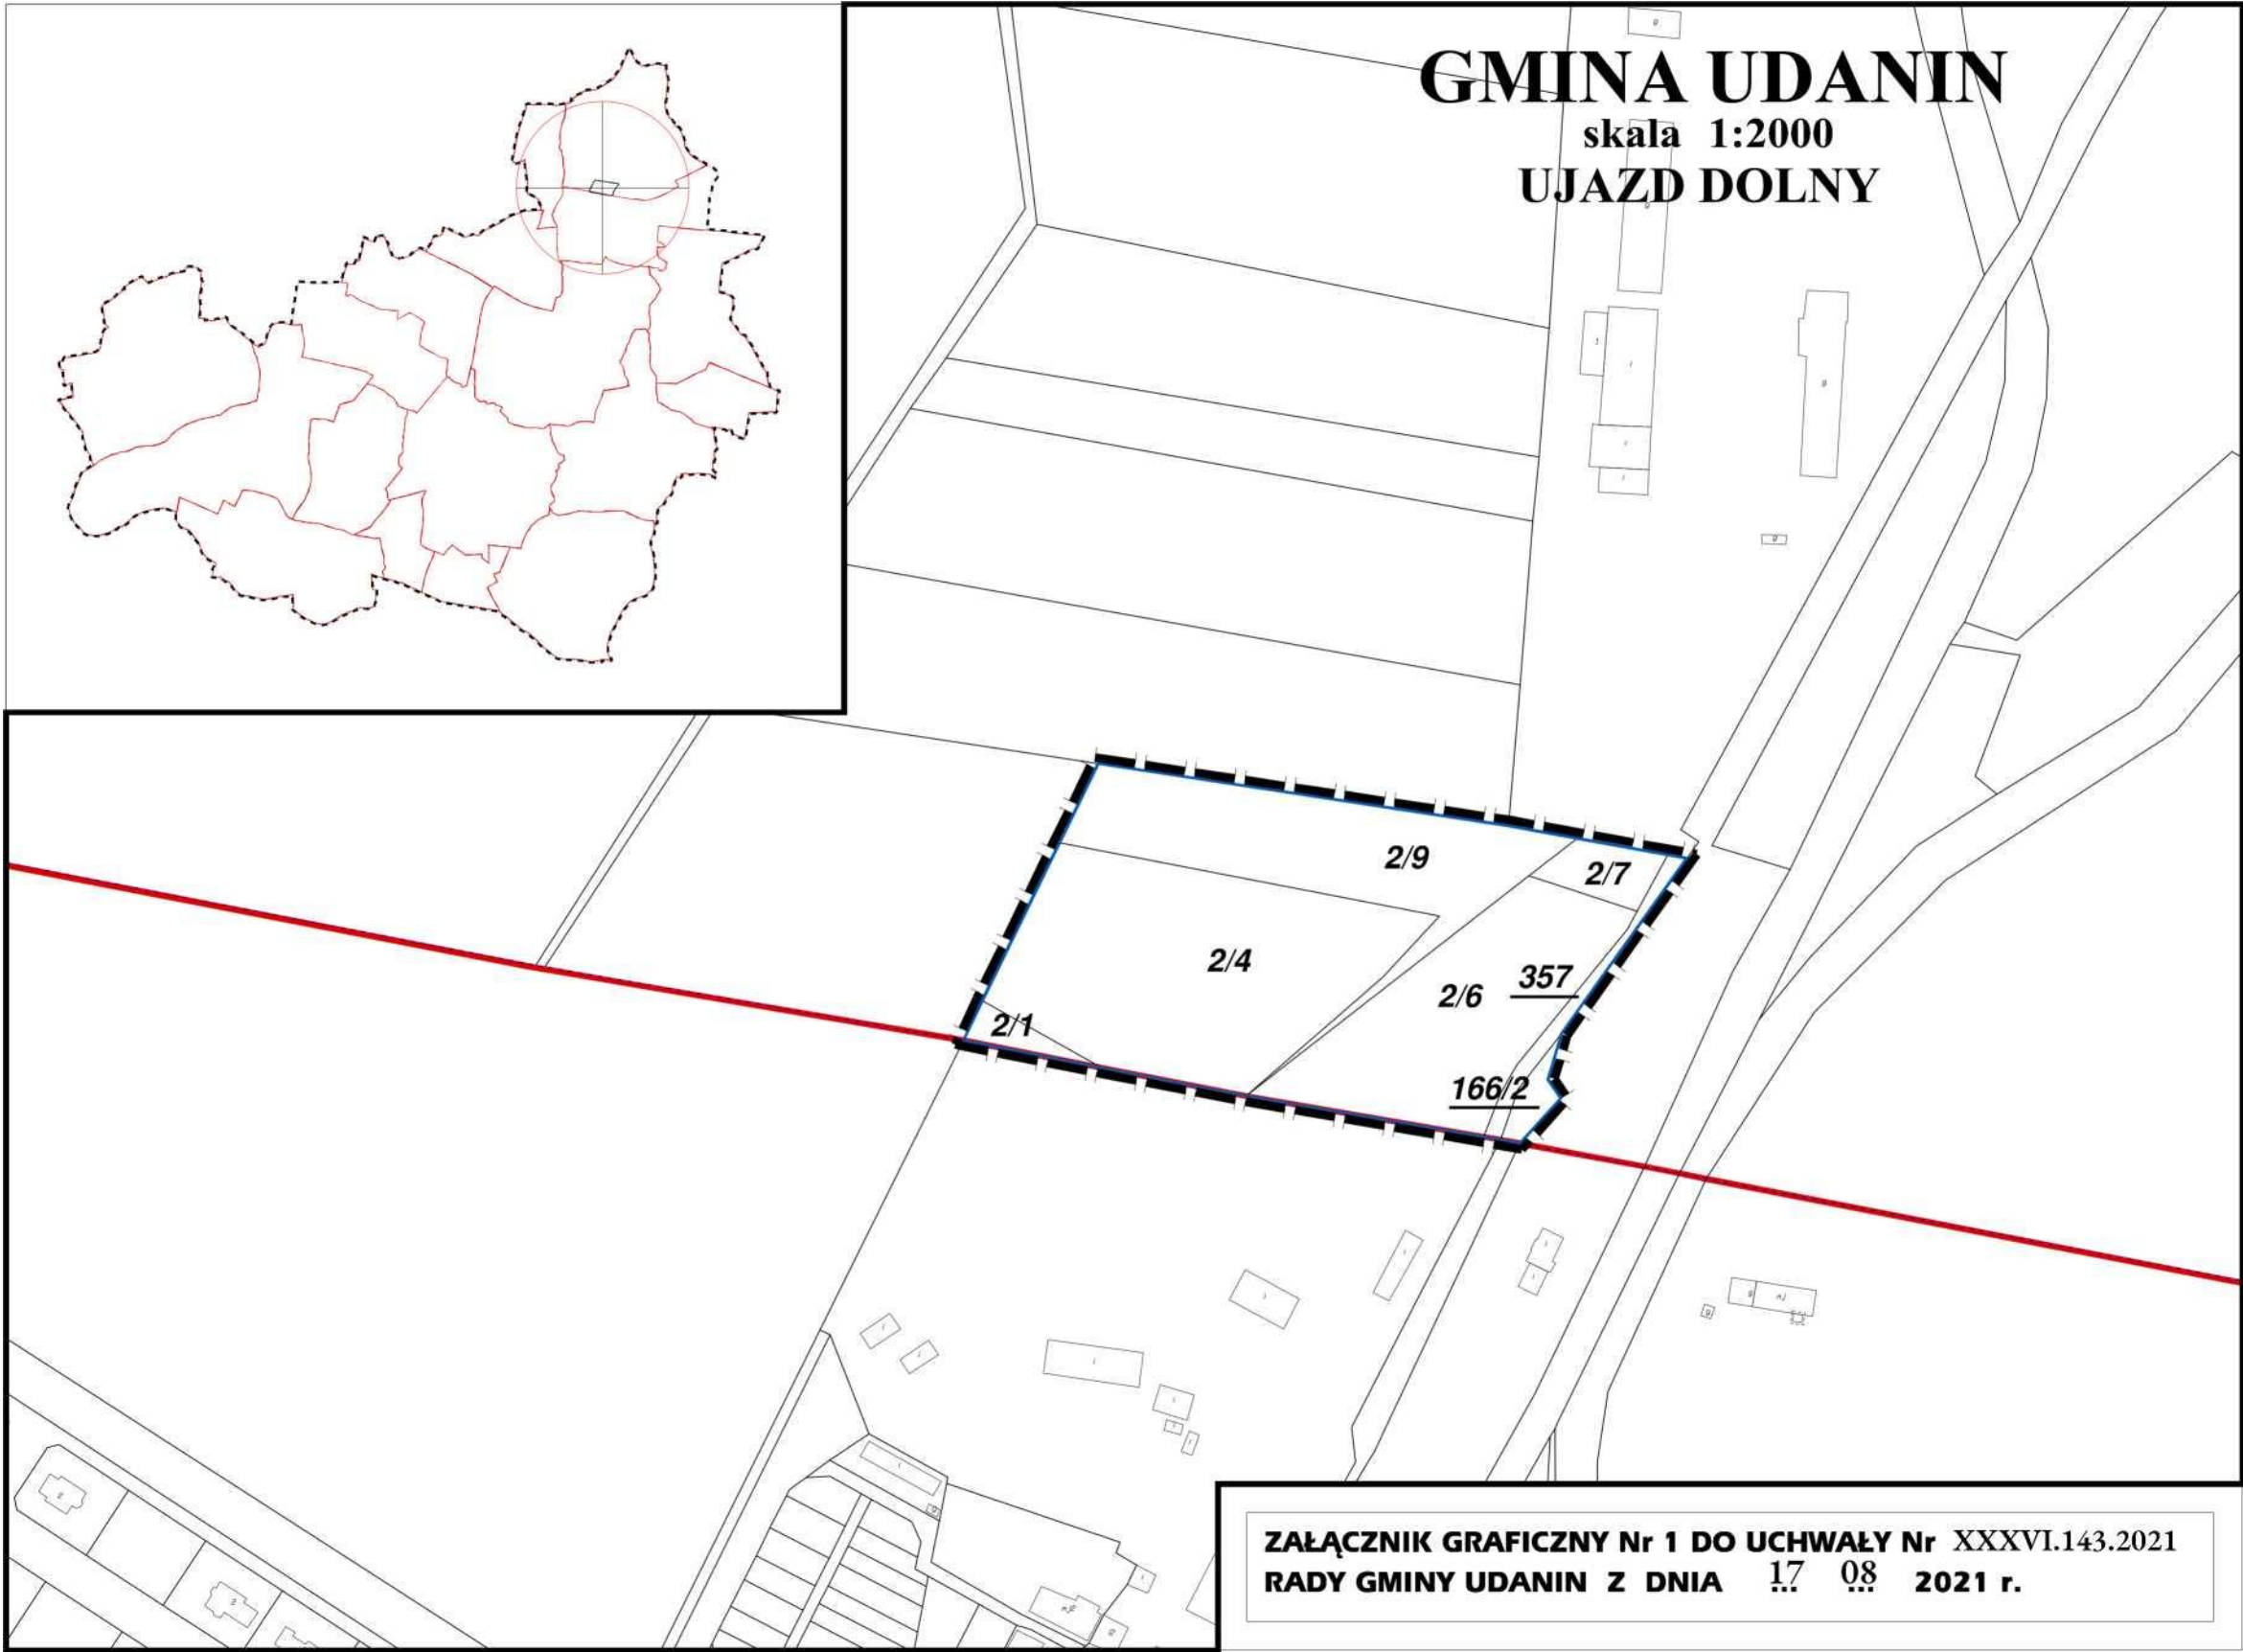 GMINA UDANIN
skala 1:2000
UJAZD DOLNY
2/9
2/7
2/4
2/6
357
2/1
166/2
ZAŁĄCZNIK GRAFICZNY Nr 1 DO UCHWAŁY Nr XXXVI.143.2021
RADY GMINY UDANIN Z DNIA 17 08 2021 r.